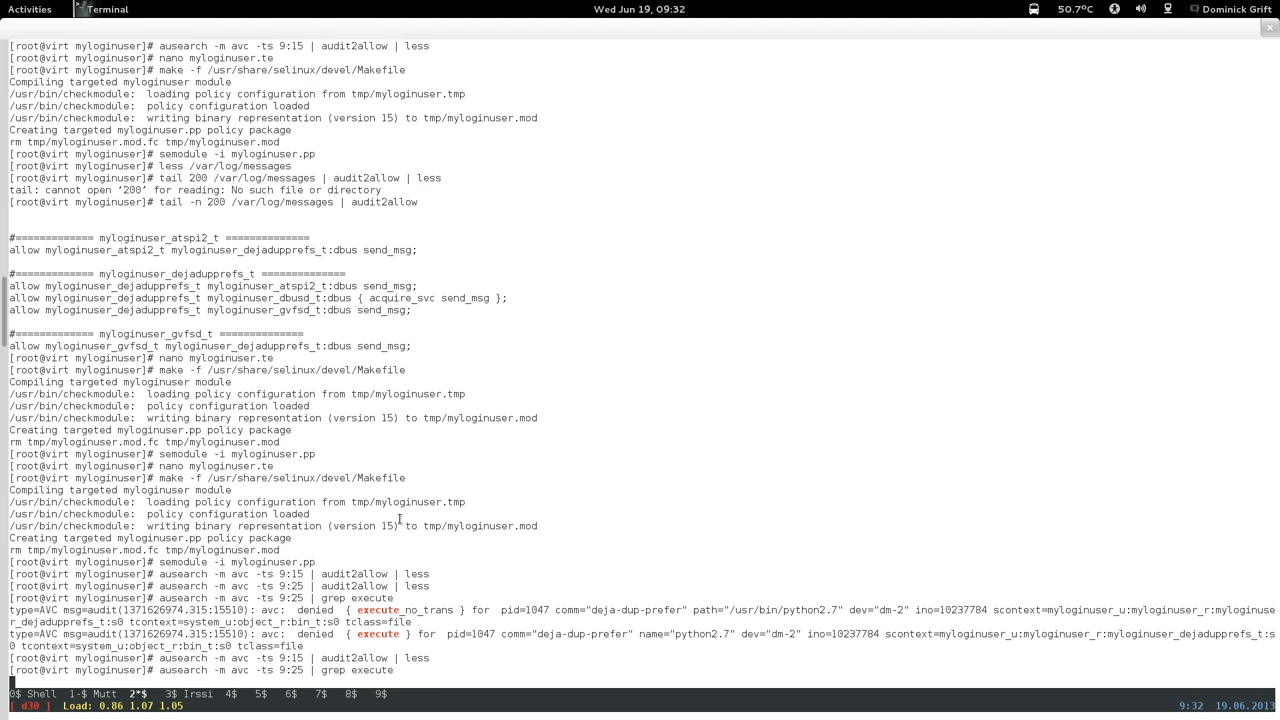 Activities Terminal Wed Jun 19, 09:32 50.7°C Dominick Grift
[root@virt myloginuser]# ausearch -m avc -ts 9:15 | audit2allow | less
[root@virt myloginuser]# nano myloginuser.te
[root@virt myloginuser]# make -f /usr/share/selinux/devel/Makefile
Compiling targeted myloginuser module
/usr/bin/checkmodule:  loading policy configuration from tmp/myloginuser.tmp
/usr/bin/checkmodule:  policy configuration loaded
/usr/bin/checkmodule:  writing binary representation (version 15) to tmp/myloginuser.mod
Creating targeted myloginuser.pp policy package
rm tmp/myloginuser.mod.fc tmp/myloginuser.mod
[root@virt myloginuser]# semodule -i myloginuser.pp
[root@virt myloginuser]# less /var/log/messages
[root@virt myloginuser]# tail 200 /var/log/messages | audit2allow | less
tail: cannot open ‘200’ for reading: No such file or directory
[root@virt myloginuser]# tail -n 200 /var/log/messages | audit2allow
#============= myloginuser_atspi2_t ==============
allow myloginuser_atspi2_t myloginuser_dejadupprefs_t:dbus send_msg;
#============= myloginuser_dejadupprefs_t ==============
allow myloginuser_dejadupprefs_t myloginuser_atspi2_t:dbus send_msg;
allow myloginuser_dejadupprefs_t myloginuser_dbusd_t:dbus { acquire_svc send_msg };
allow myloginuser_dejadupprefs_t myloginuser_gvfsd_t:dbus send_msg;
#============= myloginuser_gvfsd_t ==============
allow myloginuser_gvfsd_t myloginuser_dejadupprefs_t:dbus send_msg;
[root@virt myloginuser]# nano myloginuser.te
[root@virt myloginuser]# make -f /usr/share/selinux/devel/Makefile
Compiling targeted myloginuser module
/usr/bin/checkmodule:  loading policy configuration from tmp/myloginuser.tmp
/usr/bin/checkmodule:  policy configuration loaded
/usr/bin/checkmodule:  writing binary representation (version 15) to tmp/myloginuser.mod
Creating targeted myloginuser.pp policy package
rm tmp/myloginuser.mod.fc tmp/myloginuser.mod
[root@virt myloginuser]# semodule -i myloginuser.pp
[root@virt myloginuser]# nano myloginuser.te
[root@virt myloginuser]# make -f /usr/share/selinux/devel/Makefile
Compiling targeted myloginuser module
/usr/bin/checkmodule:  loading policy configuration from tmp/myloginuser.tmp
/usr/bin/checkmodule:  policy configuration loaded
/usr/bin/checkmodule:  writing binary representation (version 15) to tmp/myloginuser.mod
Creating targeted myloginuser.pp policy package
rm tmp/myloginuser.mod.fc tmp/myloginuser.mod
[root@virt myloginuser]# semodule -i myloginuser.pp
[root@virt myloginuser]# ausearch -m avc -ts 9:15 | audit2allow | less
[root@virt myloginuser]# ausearch -m avc -ts 9:25 | audit2allow | less
[root@virt myloginuser]# ausearch -m avc -ts 9:25 | grep execute
type=AVC msg=audit(1371626974.315:15510): avc:  denied  { execute_no_trans } for  pid=1047 comm="deja-dup-prefer" path="/usr/bin/python2.7" dev="dm-2" ino=10237784 scontext=myloginuser_u:myloginuser_r:myloginuse
r_dejadupprefs_t:s0 tcontext=system_u:object_r:bin_t:s0 tclass=file
type=AVC msg=audit(1371626974.315:15510): avc:  denied  { execute } for  pid=1047 comm="deja-dup-prefer" name="python2.7" dev="dm-2" ino=10237784 scontext=myloginuser_u:myloginuser_r:myloginuser_dejadupprefs_t:s
0 tcontext=system_u:object_r:bin_t:s0 tclass=file
[root@virt myloginuser]# ausearch -m avc -ts 9:15 | audit2allow | less
[root@virt myloginuser]# ausearch -m avc -ts 9:25 | grep execute
0$ Shell  1-$ Mutt  2*$  3$ Irssi  4$  5$  6$  7$  8$  9$
[ d30 ]  Load: 0.86 1.07 1.05 9:32 19.06.2013